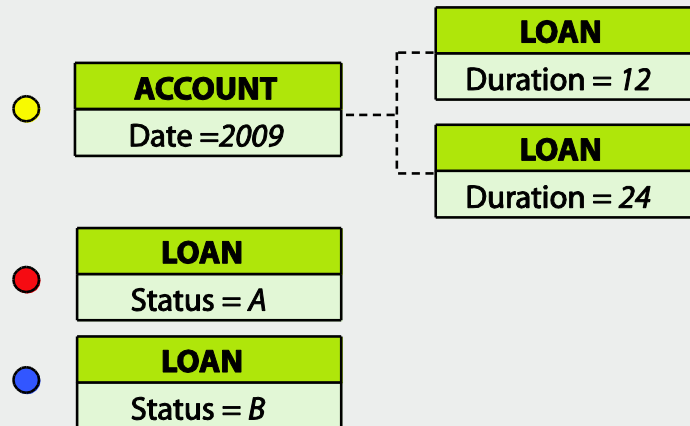 LOAN
Duration = 12
ACCOUNT
Date =2009
LOAN
Duration = 24
LOAN
Status = A
LOAN
Status = B